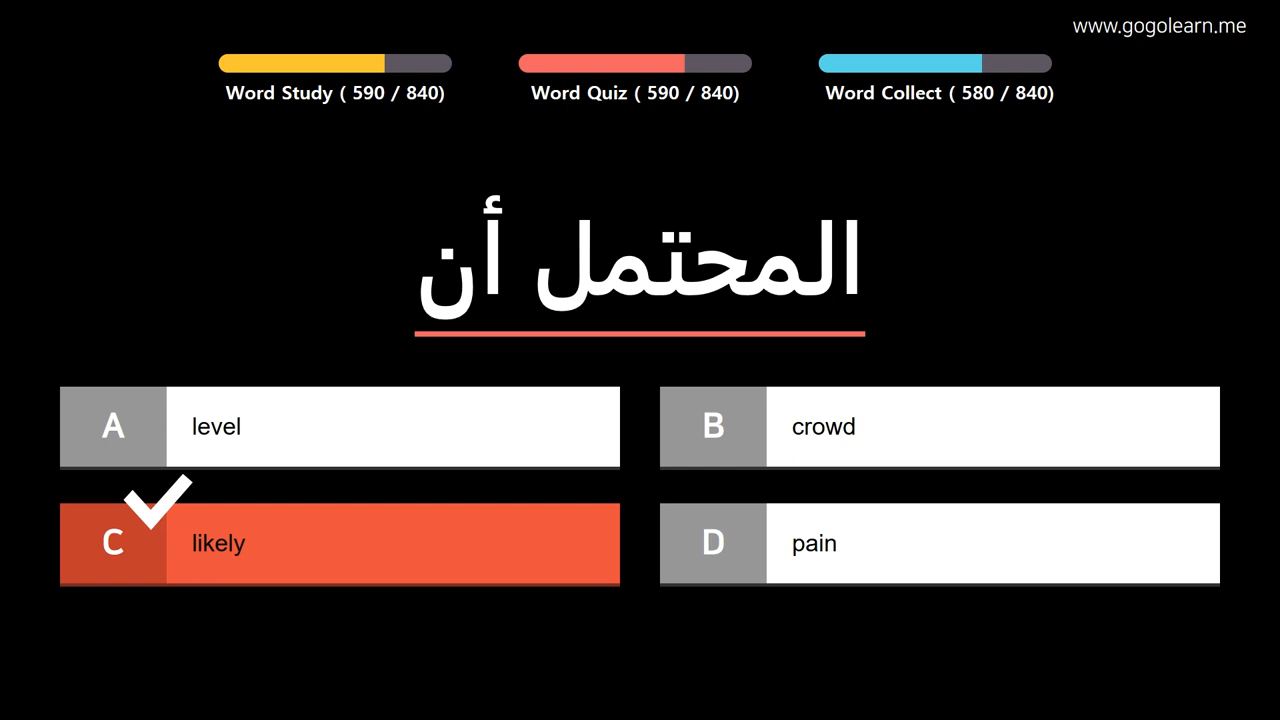 www.gogolearn.me
Word Study ( 590 / 840)
Word Quiz ( 590 / 840)
Word Collect ( 580 / 840)
المحتمل أن
A level
B crowd
C likely
D pain